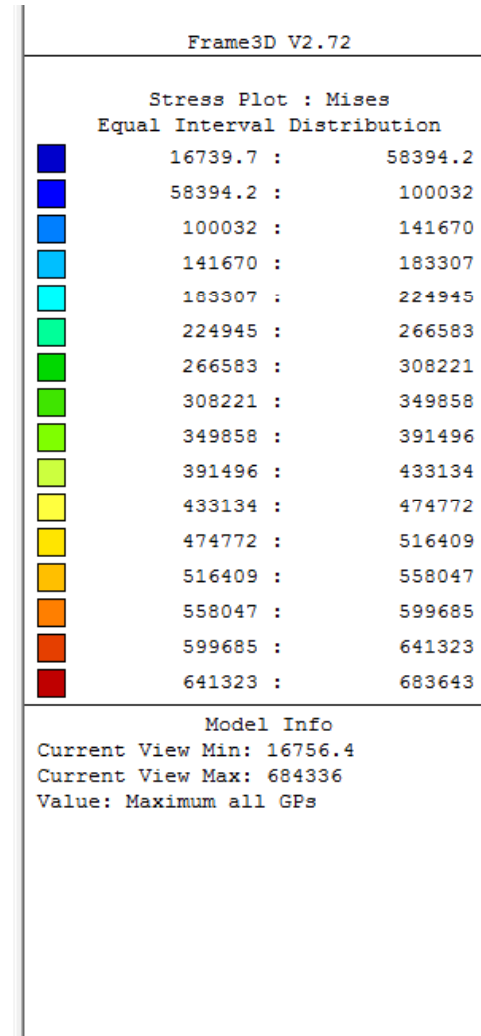 Frame3D V2.72
Stress Plot : Mises
Equal Interval Distribution
16739.7 : 58394.2
58394.2 : 100032
100032 : 141670
141670 : 183307
183307 : 224945
224945 : 266583
266583 : 308221
308221 : 349858
349858 : 391496
391496 : 433134
433134 : 474772
474772 : 516409
516409 : 558047
558047 : 599685
599685 : 641323
641323 : 683643
Model Info
Current View Min: 16756.4
Current View Max: 684336
Value: Maximum all GPs